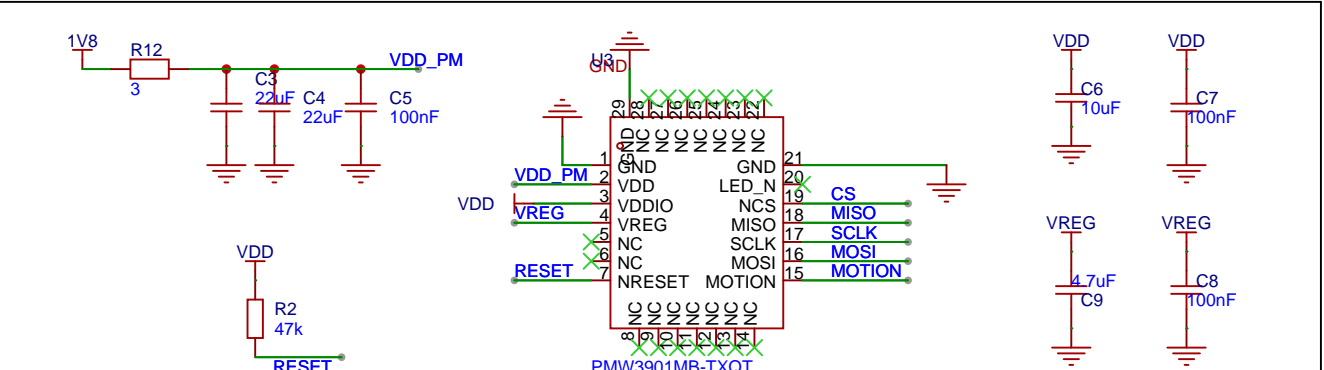 1V8
R12
3
VDD_PM
C3
22uF
C4
22uF
C5
100nF
U3
GND
29
28
27
26
25
24
23
22
GND
NC
NC
NC
NC
NC
NC
NC
1
GND
VDD_PM
2
VDD
VDD
3
VDDIO
VREG
4
VREG
5
NC
6
NC
RESET
7
NRESET
GND
21
LED_N
20
NCS
19
CS
MISO
18
MISO
SCLK
17
SCLK
MOSI
16
MOSI
MOTION
15
MOTION
NC
NC
NC
NC
NC
NC
NC
8
9
10
11
12
13
14
PMW3901MB-TXQT
VDD
R2
47k
RESET
VDD
C6
10uF
VDD
C7
100nF
VREG
4.7uF
C9
VREG
C8
100nF